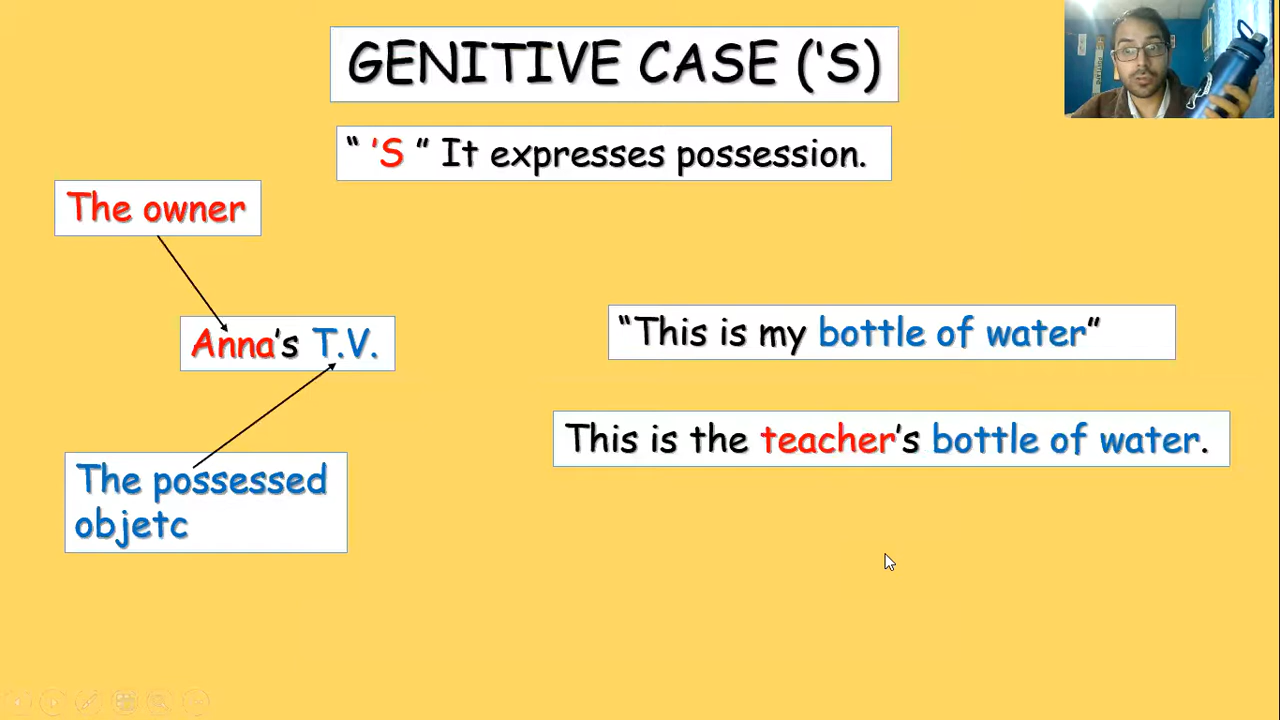 GENITIVE CASE ('S)
“ 'S ” It expresses possession.
The owner
Anna's T.V.
The possessed
objetc
“This is my bottle of water”
This is the teacher's bottle of water.